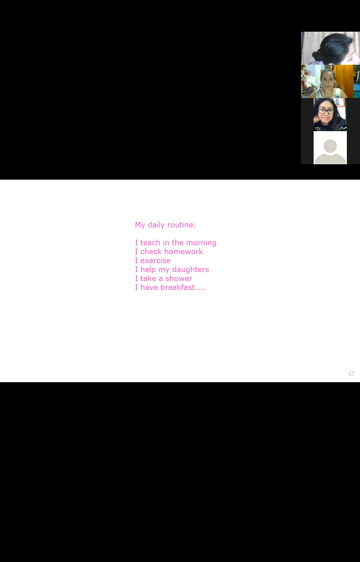 My daily routine:
I teach in the morning
I check homework
I exercise
I help my daughters
I take a shower
I have breakfast....